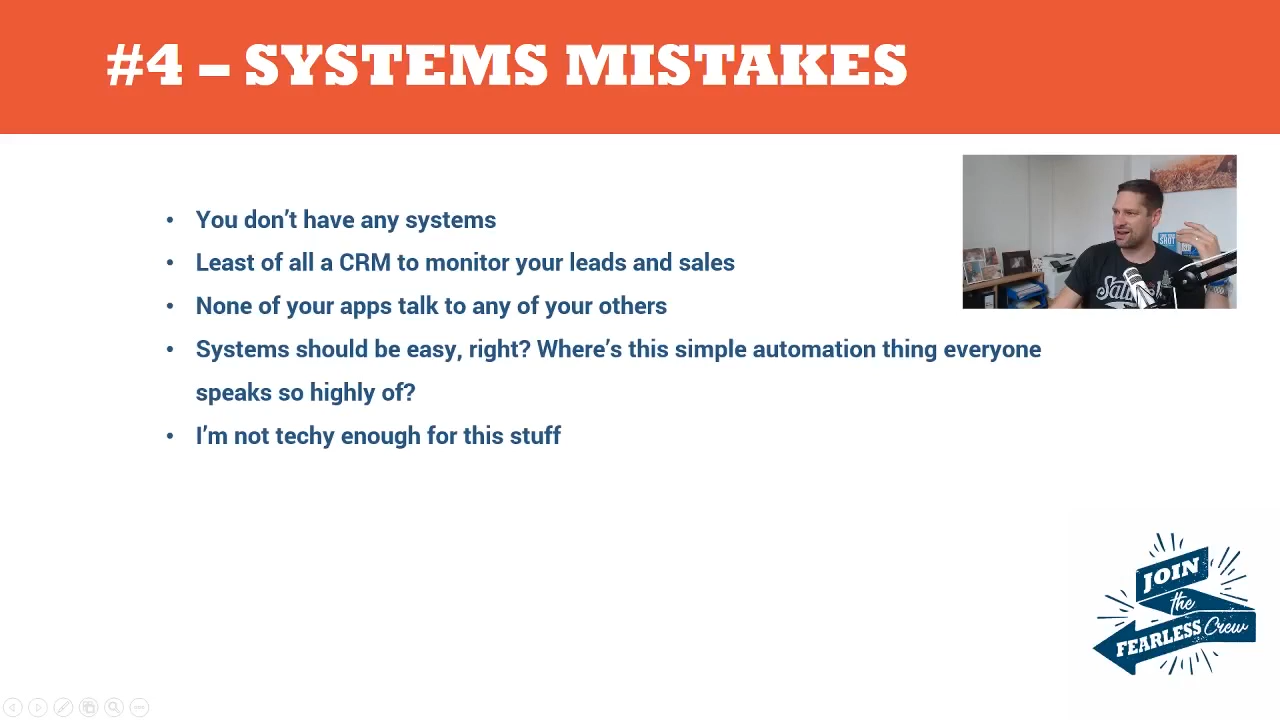 #4 – SYSTEMS MISTAKES
• You don't have any systems
• Least of all a CRM to monitor your leads and sales
• None of your apps talk to any of your others
• Systems should be easy, right? Where's this simple automation thing everyone
speaks so highly of?
• I'm not techy enough for this stuff
JOIN
the
FEARLESS Crew